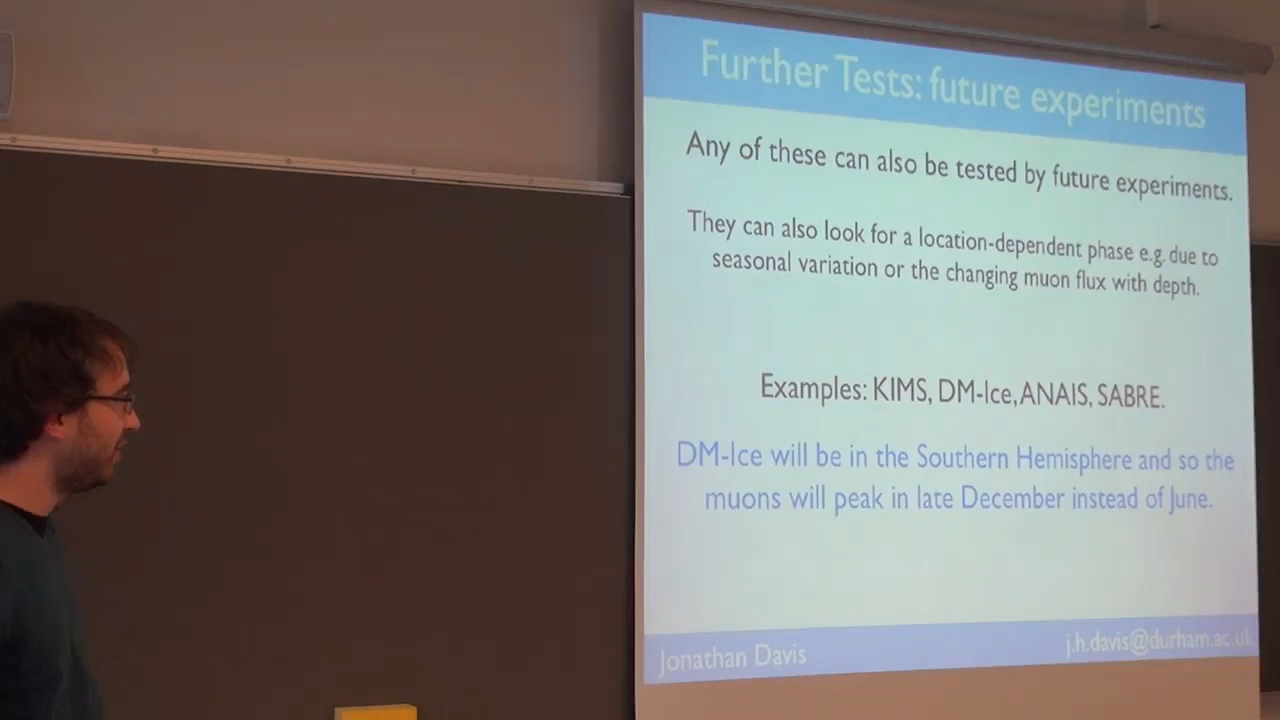 Further Tests: future experiments
Any of these can also be tested by future experiments.
They can also look for a location-dependent phase e.g. due to
seasonal variation or the changing muon flux with depth.
Examples: KIMS, DM-Ice, ANAIS, SABRE.
DM-Ice will be in the Southern Hemisphere and so the
muons will peak in late December instead of June.
Jonathan Davis
j.h.davis@durham.ac.uk